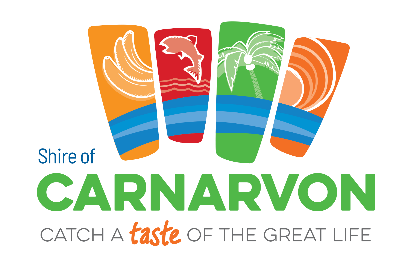 Shire of
CARNARVON
CATCH A taste OF THE GREAT LIFE